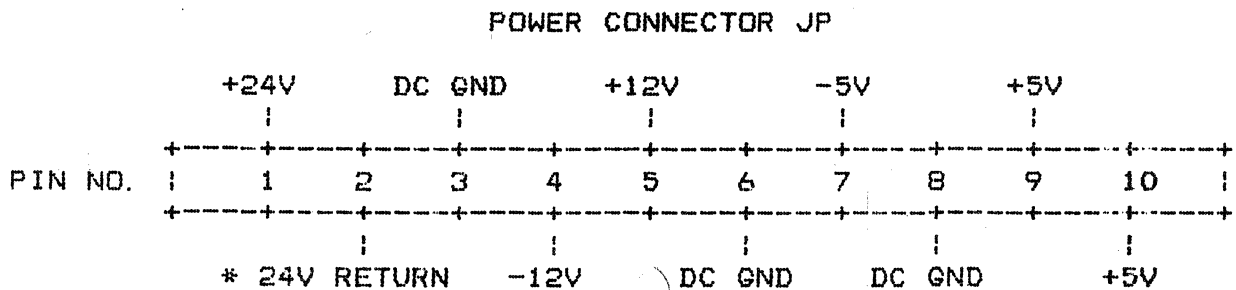 POWER CONNECTOR JP
+24V DC GND +12V -5V +5V
PIN NO. 1 2 3 4 5 6 7 8 9 10
* 24V RETURN -12V DC GND DC GND +5V